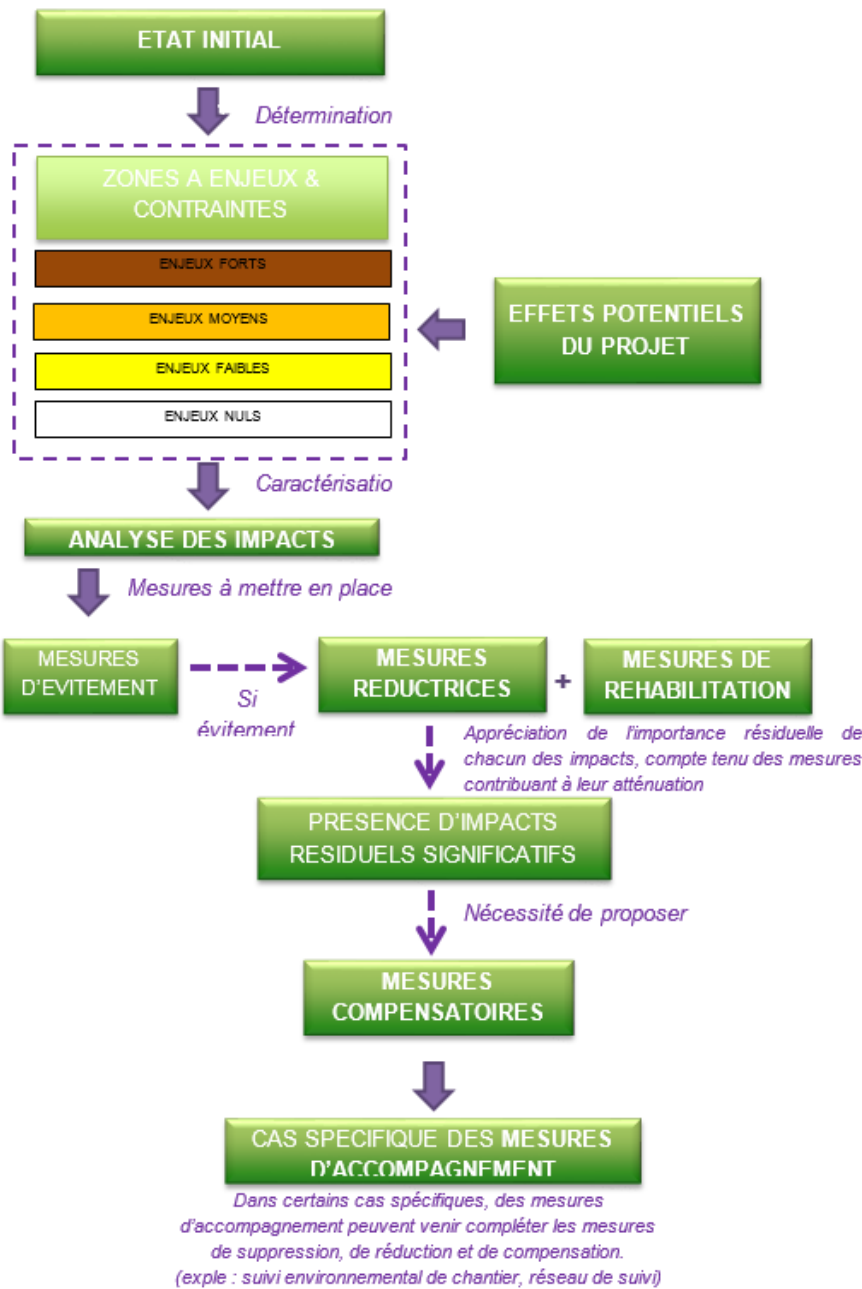 ETAT INITIAL
Détermination
ZONES A ENJEUX &
CONTRAINTES
ENJEUX FORTS
ENJEUX MOYENS
ENJEUX FAIBLES
ENJEUX NULS
EFFETS POTENTIELS
DU PROJET
Caractérisatio
ANALYSE DES IMPACTS
Mesures à mettre en place
MESURES
D'EVITEMENT
Si
évitement
MESURES
REDUCTRICES
+
MESURES DE
REHABILITATION
Appréciation de l'importance résiduelle de
chacun des impacts, compte tenu des mesures
contribuant à leur atténuation
PRESENCE D'IMPACTS
RESIDUELS SIGNIFICATIFS
Nécessité de proposer
MESURES
COMPENSATOIRES
CAS SPECIFIQUE DES MESURES
D'ACCOMPAGNEMENT
Dans certains cas spécifiques, des mesures
d'accompagnement peuvent venir compléter les mesures
de suppression, de réduction et de compensation.
(exple : suivi environnemental de chantier, réseau de suivi)